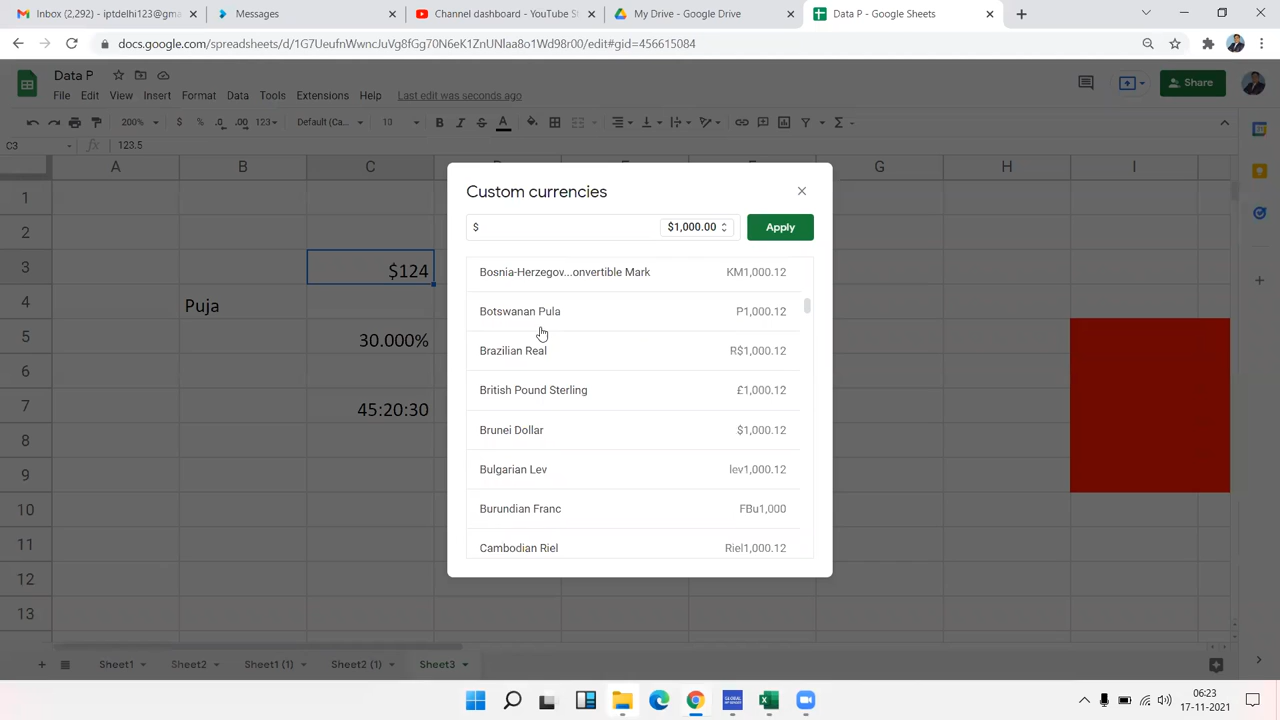 Inbox (2,292) - iptdelhi123@gma
Messages
Channel dashboard - YouTube St
My Drive - Google Drive
Data P - Google Sheets
docs.google.com/spreadsheets/d/1G7UeufnWwncJuVg8fGg70N6eK1ZnUNlaa8o1Wd98r00/edit#gid=456615084
Data P
File Edit View Insert Format Data Tools Extensions Help Last edit was seconds ago
Share
200% $ % .0 .00 123 Default (Ca... 10 B I S A
C3 fx 123.5
A B C G H I
1
2
3 $124
4 Puja
5 30.000%
6
7 45:20:30
8
9
10
11
12
13
Custom currencies
$ $1,000.00 Apply
Bosnia-Herzegov...onvertible Mark KM1,000.12
Botswanan Pula P1,000.12
Brazilian Real R$1,000.12
British Pound Sterling £1,000.12
Brunei Dollar $1,000.12
Bulgarian Lev lev1,000.12
Burundian Franc FBu1,000
Cambodian Riel Riel1,000.12
Sheet1 Sheet2 Sheet1 (1) Sheet2 (1) Sheet3
06:23
17-11-2021